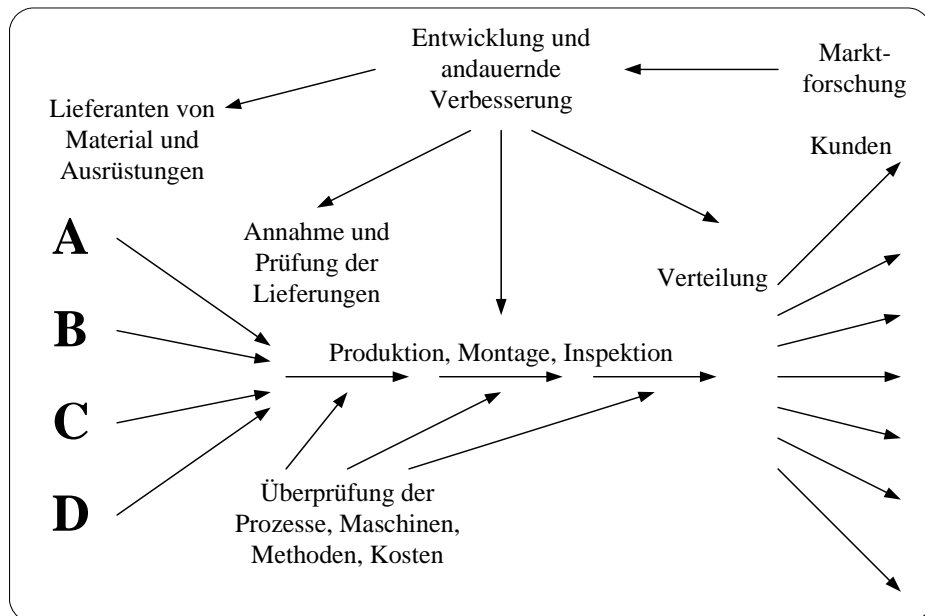 Entwicklung und
andauernde
Verbesserung
Markt-
forschung
Lieferanten von
Material und
Ausrüstungen
Kunden
A
Annahme und
Prüfung der
Lieferungen
Verteilung
B
Produktion, Montage, Inspektion
C
D
Überprüfung der
Prozesse, Maschinen,
Methoden, Kosten